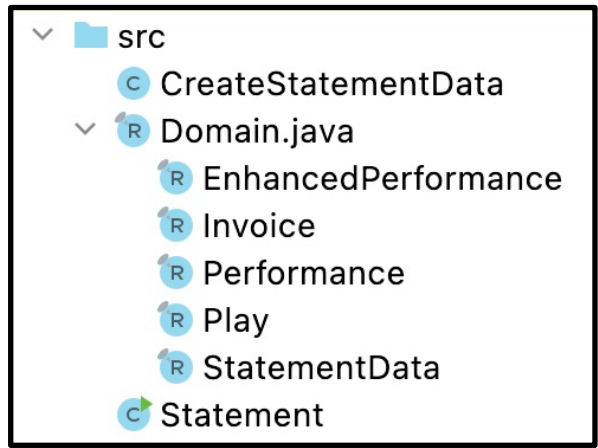 src
C CreateStatementData
R Domain.java
R EnhancedPerformance
R Invoice
R Performance
R Play
R StatementData
C Statement